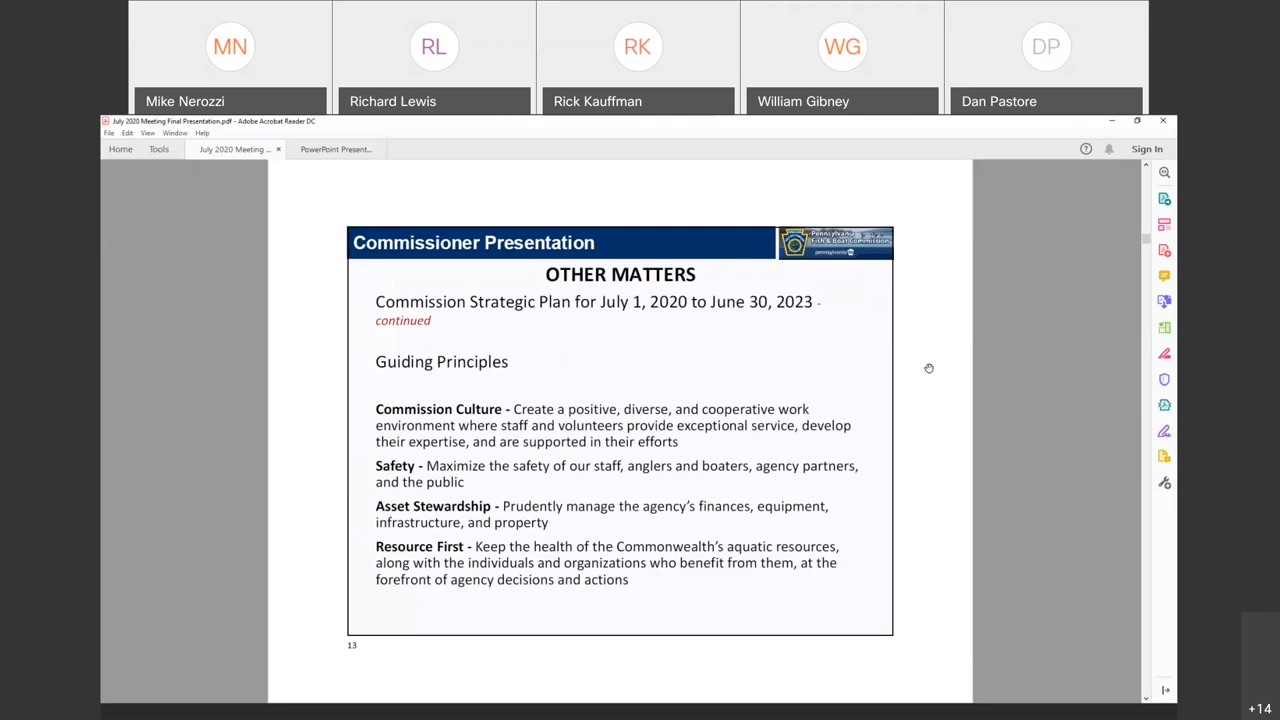 MN RL RK WG DP
Mike Nerozzi Richard Lewis Rick Kauffman William Gibney Dan Pastore
July 2020 Meeting Final Presentation.pdf - Adobe Acrobat Reader DC
File Edit View Window Help
Home Tools July 2020 Meeting ... × PowerPoint Present... Sign In
Commissioner Presentation
Pennsylvania
Fish & Boat Commission
pennsylvania
OTHER MATTERS
Commission Strategic Plan for July 1, 2020 to June 30, 2023 -
continued
Guiding Principles
Commission Culture - Create a positive, diverse, and cooperative work
environment where staff and volunteers provide exceptional service, develop
their expertise, and are supported in their efforts
Safety - Maximize the safety of our staff, anglers and boaters, agency partners,
and the public
Asset Stewardship - Prudently manage the agency’s finances, equipment,
infrastructure, and property
Resource First - Keep the health of the Commonwealth’s aquatic resources,
along with the individuals and organizations who benefit from them, at the
forefront of agency decisions and actions
13
+14